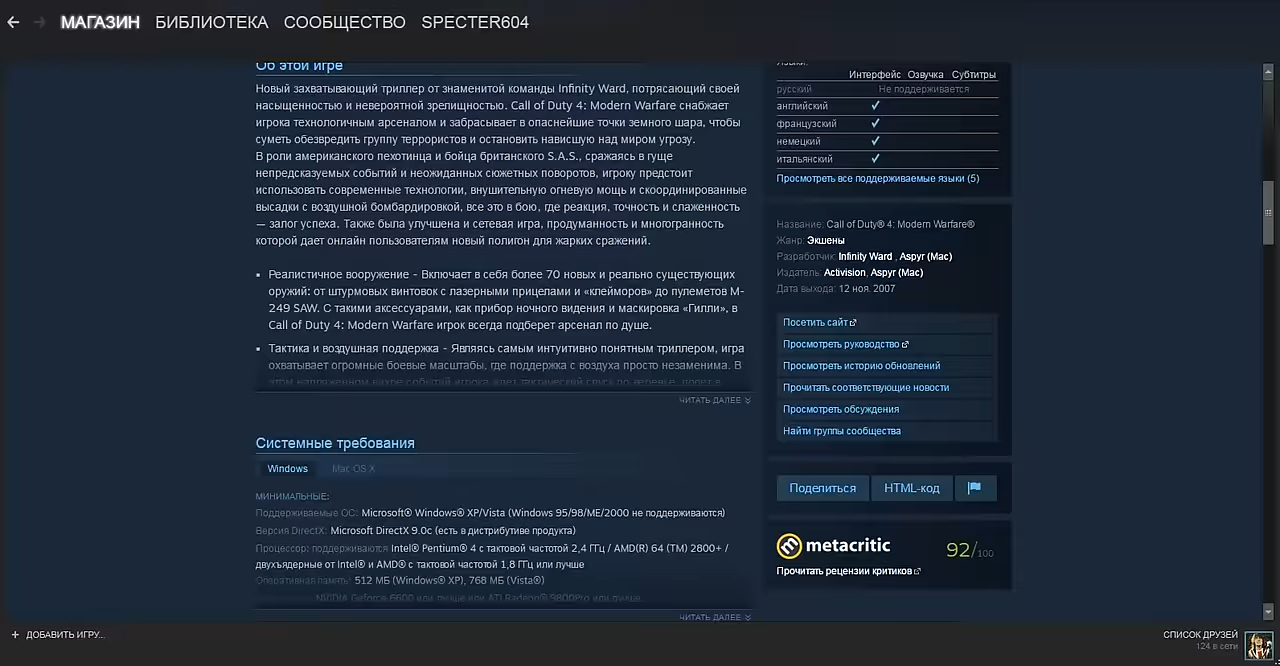 МАГАЗИН БИБЛИОТЕКА СООБЩЕСТВО SPECTER604
Об этой игре
Новый захватывающий триллер от знаменитой команды Infinity Ward, потрясающий своей
насыщенностью и невероятной зрелищностью. Call of Duty 4: Modern Warfare снабжает
игрока технологичным арсеналом и забрасывает в опаснейшие точки земного шара, чтобы
суметь обезвредить группу террористов и остановить нависшую над миром угрозу.
В роли американского пехотинца и бойца британского S.A.S., сражаясь в гуще
непредсказуемых событий и неожиданных сюжетных поворотов, игроку предстоит
использовать современные технологии, внушительную огневую мощь и скоординированные
высадки с воздушной бомбардировкой, все это в бою, где реакция, точность и слаженность
— залог успеха. Также была улучшена и сетевая игра, продуманность и многогранность
которой дает онлайн пользователям новый полигон для жарких сражений.
▪ Реалистичное вооружение - Включает в себя более 70 новых и реально существующих
оружий: от штурмовых винтовок с лазерными прицелами и «клейморов» до пулеметов M-
249 SAW. С такими аксессуарами, как прибор ночного видения и маскировка «Гилли», в
Call of Duty 4: Modern Warfare игрок всегда подберет арсенал по душе.
▪ Тактика и воздушная поддержка - Являясь самым интуитивно понятным триллером, игра
охватывает огромные боевые масштабы, где поддержка с воздуха просто незаменима. В
ЧИТАТЬ ДАЛЕЕ
Системные требования
Windows Mac OS X
МИНИМАЛЬНЫЕ:
Поддерживаемые ОС: Microsoft® Windows® XP/Vista (Windows 95/98/ME/2000 не поддерживаются)
Версия DirectX: Microsoft DirectX 9.0c (есть в дистрибутиве продукта)
Процессор: поддерживаются Intel® Pentium® 4 с тактовой частотой 2,4 ГГц / AMD(R) 64 (TM) 2800+ /
двухъядерные от Intel® и AMD® с тактовой частотой 1,8 ГГц или лучше
Оперативная память: 512 МБ (Windows® XP), 768 МБ (Vista®)
NVIDIA Geforce 6600 или лучше или ATI Radeon® 9800Pro или лучше
ЧИТАТЬ ДАЛЕЕ
Языки:
Интерфейс Озвучка Субтитры
русский Не поддерживается
английский ✓
французский ✓
немецкий ✓
итальянский ✓
Просмотреть все поддерживаемые языки (5)
Название: Call of Duty® 4: Modern Warfare®
Жанр: Экшены
Разработчик: Infinity Ward , Aspyr (Mac)
Издатель: Activision, Aspyr (Mac)
Дата выхода: 12 ноя. 2007
Посетить сайт
Просмотреть руководство
Просмотреть историю обновлений
Прочитать соответствующие новости
Просмотреть обсуждения
Найти группы сообщества
Поделиться HTML-код
metacritic 92/100
Прочитать рецензии критиков
+ ДОБАВИТЬ ИГРУ...
СПИСОК ДРУЗЕЙ
124 в сети